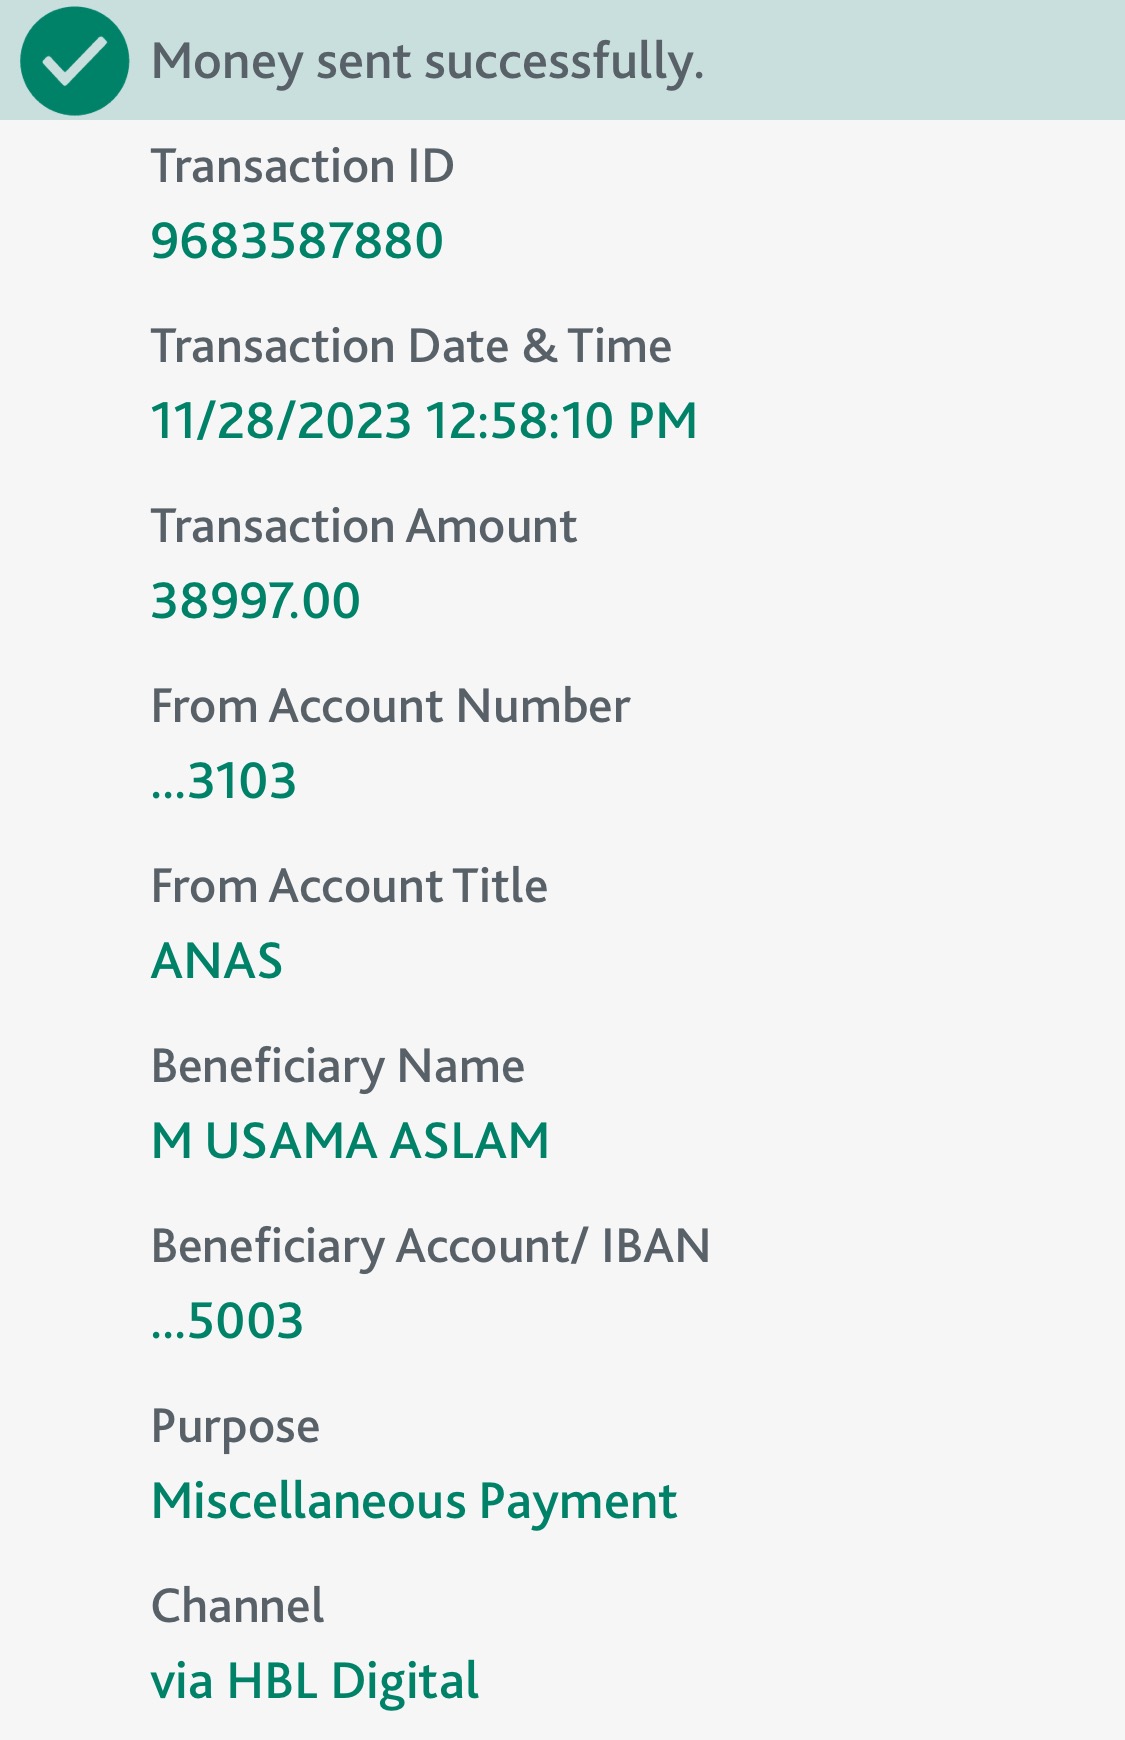 Money sent successfully.
Transaction ID
9683587880
Transaction Date & Time
11/28/2023 12:58:10 PM
Transaction Amount
38997.00
From Account Number
...3103
From Account Title
ANAS
Beneficiary Name
M USAMA ASLAM
Beneficiary Account/ IBAN
...5003
Purpose
Miscellaneous Payment
Channel
via HBL Digital